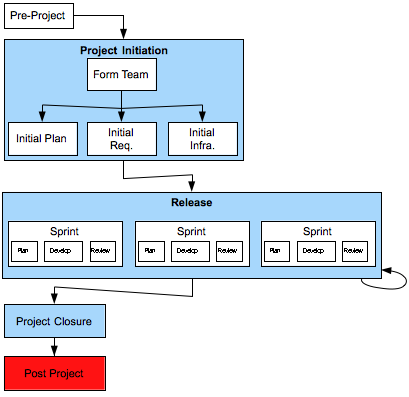 Pre-Project
Project Initiation
Form Team
Initial Plan
Initial
Req.
Initial
Infra.
Release
Sprint
Plan
Develop
Review
Sprint
Plan
Develop
Review
Sprint
Plan
Develop
Review
Project Closure
Post Project